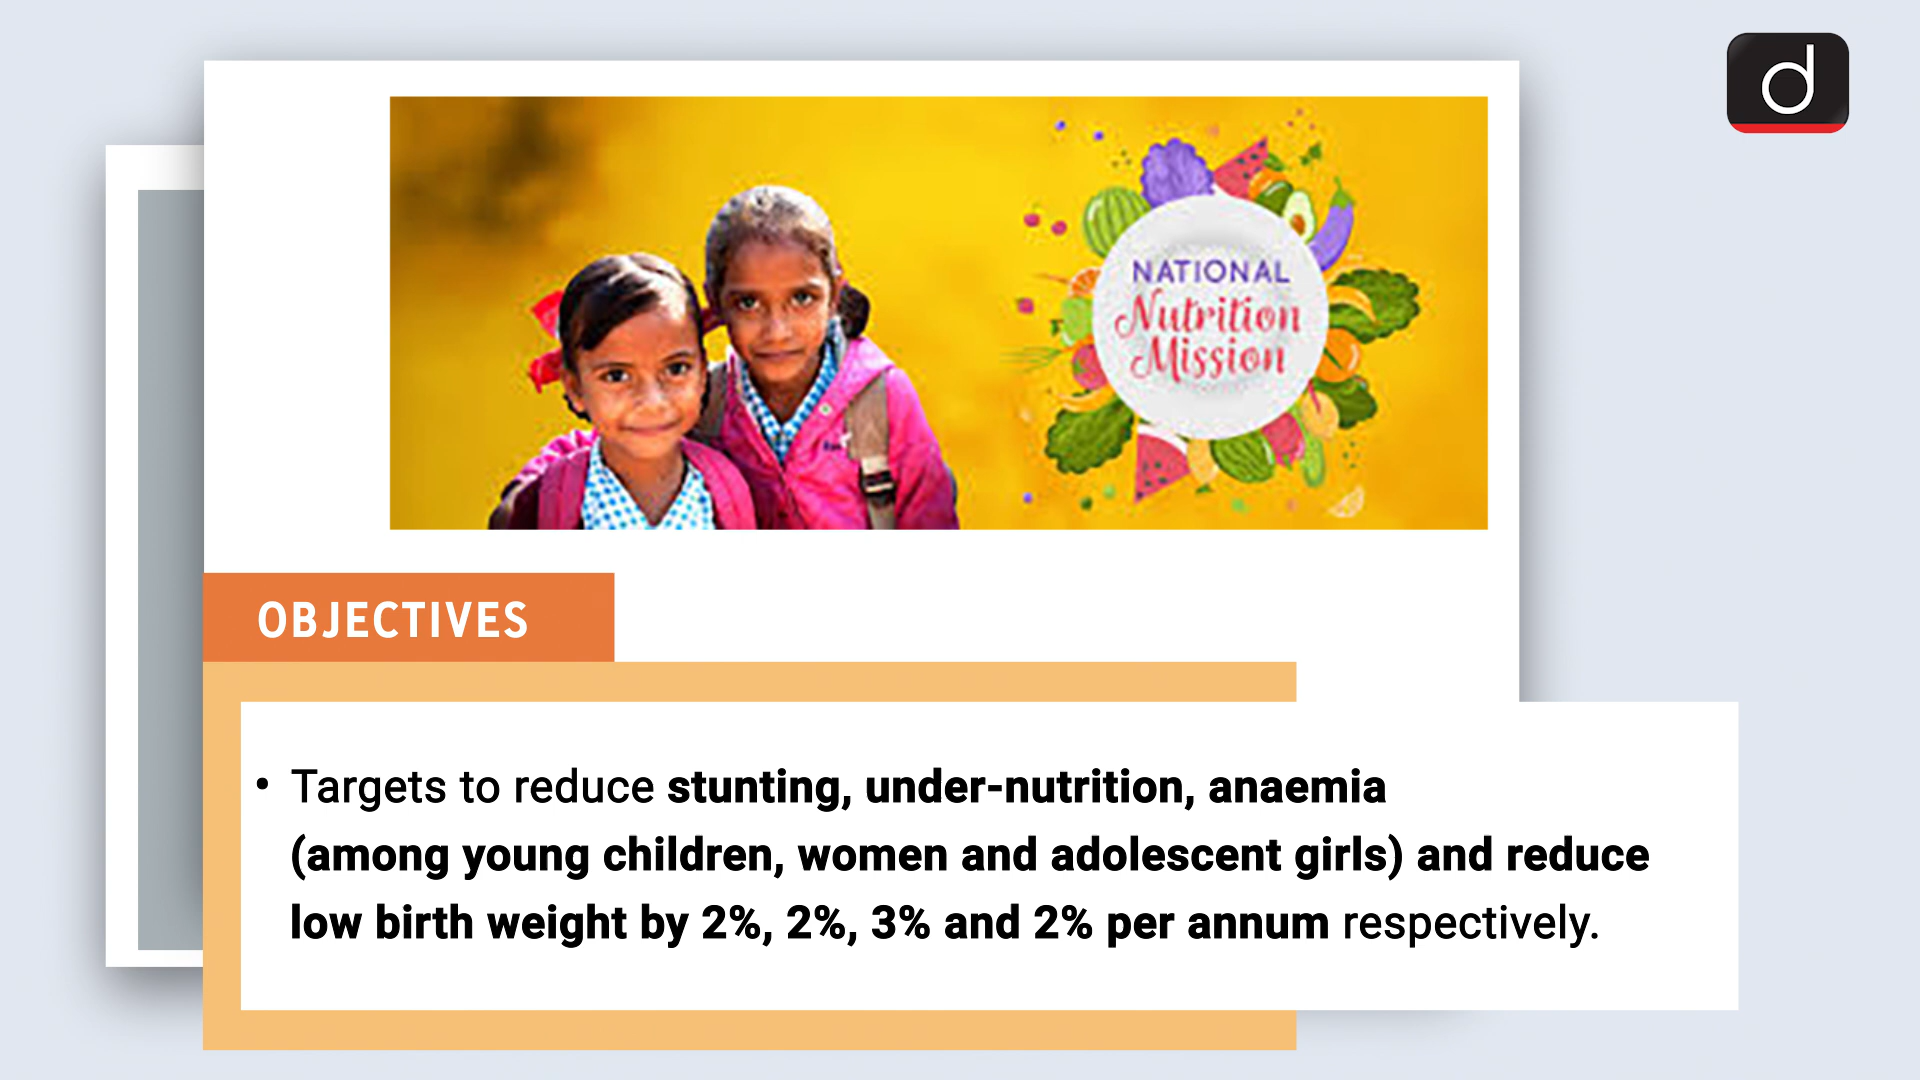 d
NATIONAL
Nutrition
Mission
OBJECTIVES
• Targets to reduce stunting, under-nutrition, anaemia
(among young children, women and adolescent girls) and reduce
low birth weight by 2%, 2%, 3% and 2% per annum respectively.